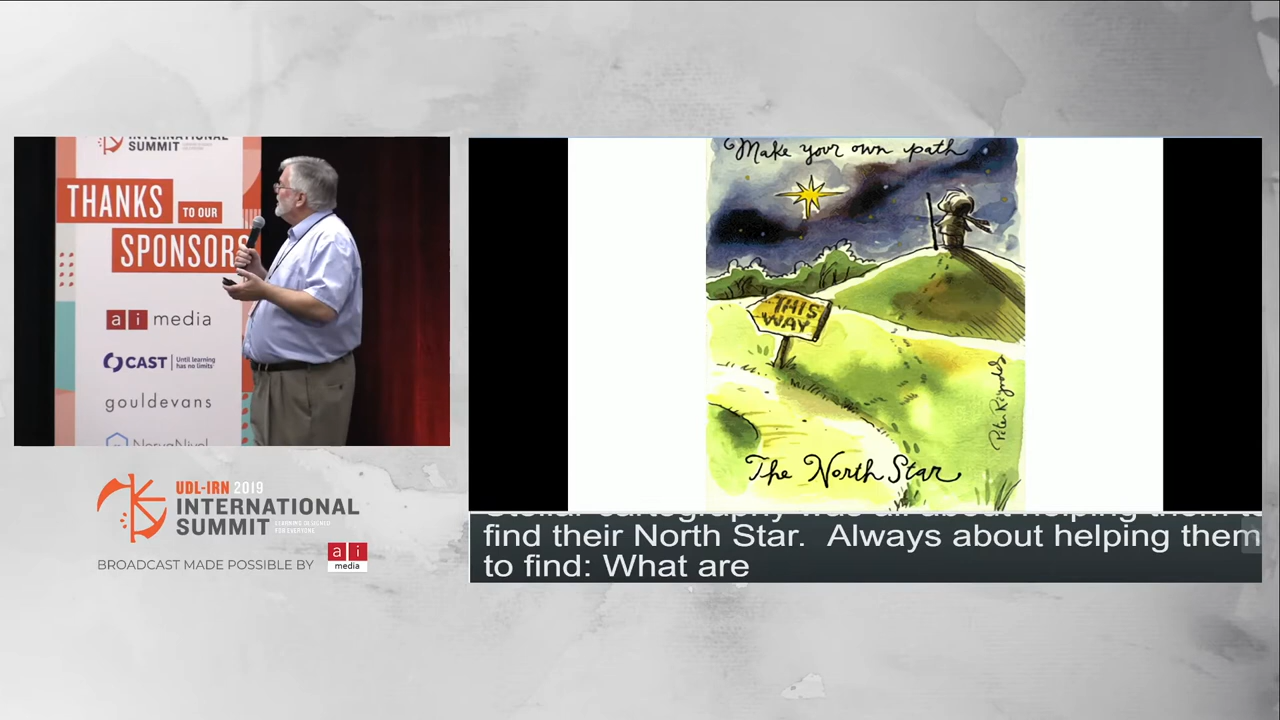 INTERNATIONAL
SUMMIT
THANKS
TO OUR
SPONSORS
ai media
CAST
Until learning
has no limits
gouldevans
UDL-IRN 2019
INTERNATIONAL
SUMMIT
BROADCAST MADE POSSIBLE BY
ai
media
Make your own path
THIS
WAY
Peter Reynolds
The North Star
find their North Star. Always about helping them
to find: What are